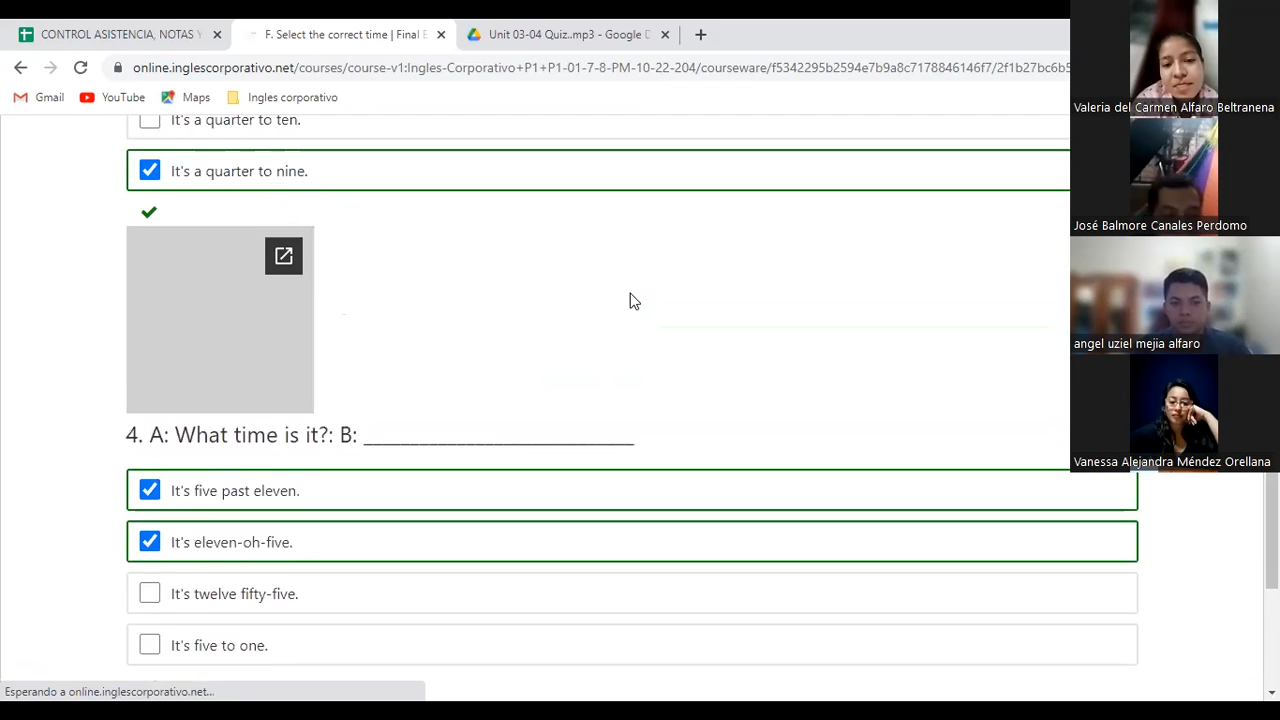 CONTROL ASISTENCIA, NOTAS Y
F. Select the correct time | Final E
Unit 03-04 Quiz..mp3 - Google D
online.inglescorporativo.net/courses/course-v1:Ingles-Corporativo+P1+P1-01-7-8-PM-10-22-204/courseware/f5342295b2594e7b9a8c7178846146f7/2f1b27bc6b5
Gmail
YouTube
Maps
Ingles corporativo
Valeria del Carmen Alfaro Beltranena
It's a quarter to ten.
It's a quarter to nine.
José Balmore Canales Perdomo
angel uziel mejia alfaro
4. A: What time is it?: B: ____________________________
Vanessa Alejandra Méndez Orellana
It's five past eleven.
It's eleven-oh-five.
It's twelve fifty-five.
It's five to one.
Esperando a online.inglescorporativo.net...